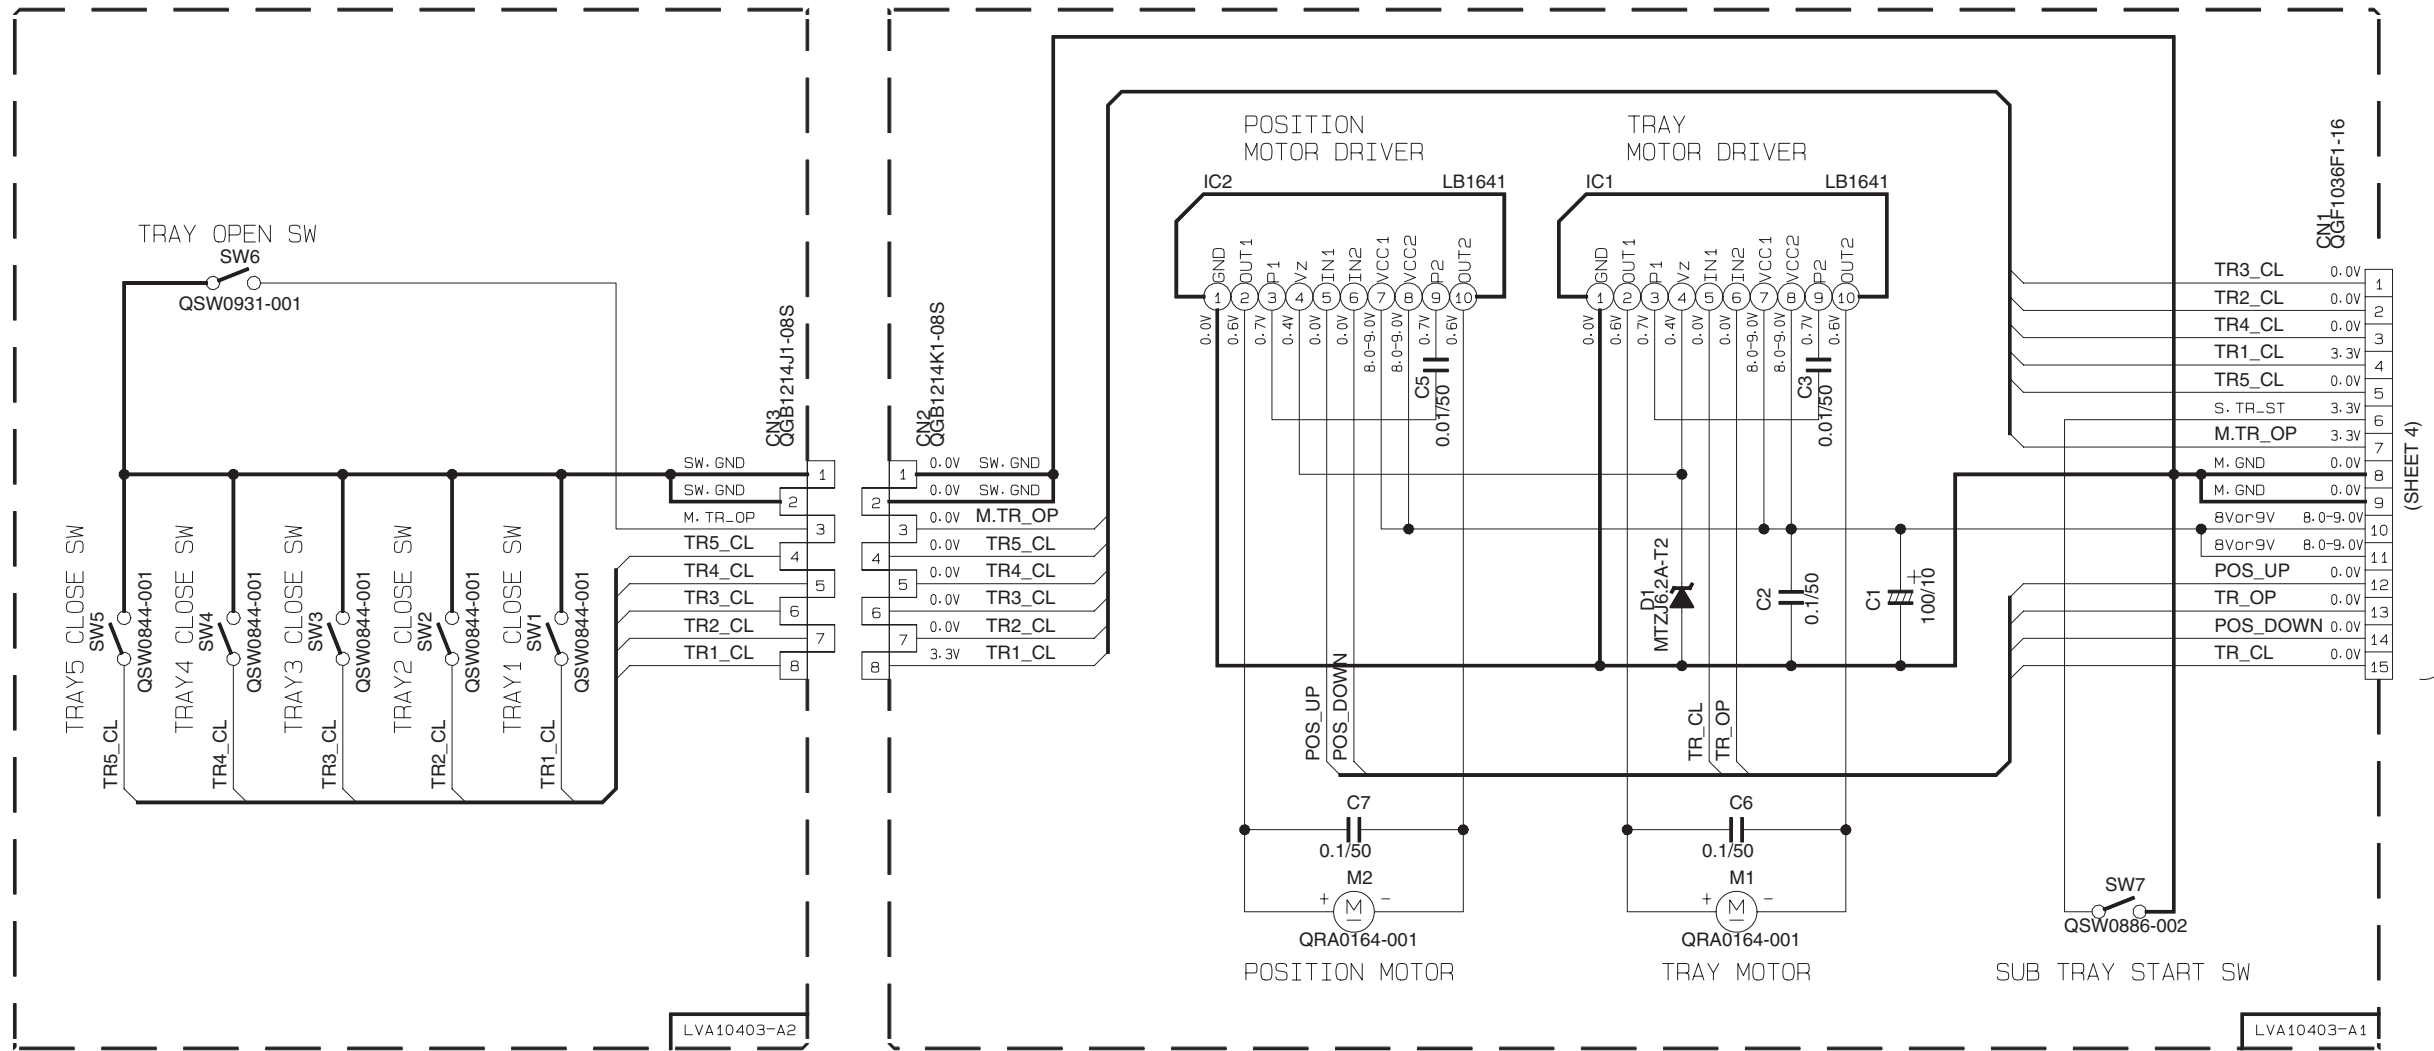 TRAY OPEN SW
SW6
QSW0931-001
CN3
QGB1214J1-08S
SW.GND
1
SW.GND
2
M.TR_OP
3
TR5_CL
4
TR4_CL
5
TR3_CL
6
TR2_CL
7
TR1_CL
8
TRAY5 CLOSE SW
SW5
QSW0844-001
TRAY4 CLOSE SW
SW4
QSW0844-001
TRAY3 CLOSE SW
SW3
QSW0844-001
TRAY2 CLOSE SW
SW2
QSW0844-001
TRAY1 CLOSE SW
SW1
QSW0844-001
TR5_CL
TR4_CL
TR3_CL
TR2_CL
TR1_CL
LVA10403-A2
CN2
QGB1214K1-08S
1 0.0V SW.GND
2 0.0V SW.GND
3 0.0V M.TR_OP
4 0.0V TR5_CL
5 0.0V TR4_CL
6 0.0V TR3_CL
7 0.0V TR2_CL
8 3.3V TR1_CL
POSITION
MOTOR DRIVER
IC2
LB1641
GND OUT1 P1 Vz IN1 IN2 VCC1 VCC2 P2 OUT2
1 2 3 4 5 6 7 8 9 10
0.0V 0.6V 0.7V 0.4V 0.0V 0.0V 8.0-9.0V 8.0-9.0V 0.7V 0.6V
C5
0.01/50
TRAY
MOTOR DRIVER
IC1
LB1641
GND OUT1 P1 Vz IN1 IN2 VCC1 VCC2 P2 OUT2
1 2 3 4 5 6 7 8 9 10
0.0V 0.6V 0.7V 0.4V 0.0V 0.0V 8.0-9.0V 8.0-9.0V 0.7V 0.6V
C3
0.01/50
D1
MTZJ6.2A-T2
C2
0.1/50
C1
+
100/10
POS_UP
POS_DOWN
TR_CL
TR_OP
C7
0.1/50
M2
+ M -
QRA0164-001
POSITION MOTOR
C6
0.1/50
M1
+ M -
QRA0164-001
TRAY MOTOR
CN1
QGF1036F1-16
TR3_CL 0.0V 1
TR2_CL 0.0V 2
TR4_CL 0.0V 3
TR1_CL 3.3V 4
TR5_CL 0.0V 5
S.TR_ST 3.3V 6
M.TR_OP 3.3V 7
M.GND 0.0V 8
M.GND 0.0V 9
8Vor9V 8.0-9.0V 10
8Vor9V 8.0-9.0V 11
POS_UP 0.0V 12
TR_OP 0.0V 13
POS_DOWN 0.0V 14
TR_CL 0.0V 15
(SHEET 4)
SW7
QSW0886-002
SUB TRAY START SW
LVA10403-A1